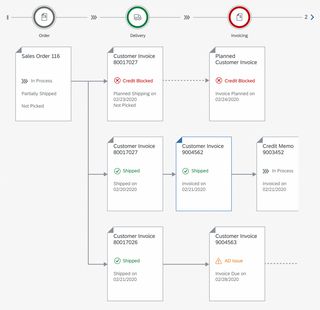 2
Order
Delivery
Invoicing
Sales Order 116
In Process
Partially Shipped
Not Picked
Customer Invoice
80017027
Credit Blocked
Planned Shipping on
02/23/2020
Not Picked
Planned
Customer Invoice
Credit Blocked
Invoice Planned on
02/24/2020
Customer Invoice
80017027
Shipped
Shipped on
02/20/2020
Customer Invoice
9004562
Shipped
invoiced on
02/21/2020
Credit Memo
9003452
In Process
invoiced on
02/21/2020
Customer Invoice
80017026
Shipped
Shipped on
02/21/2020
Customer Invoice
9004563
AD Issue
Invoice Due on
02/28/2020